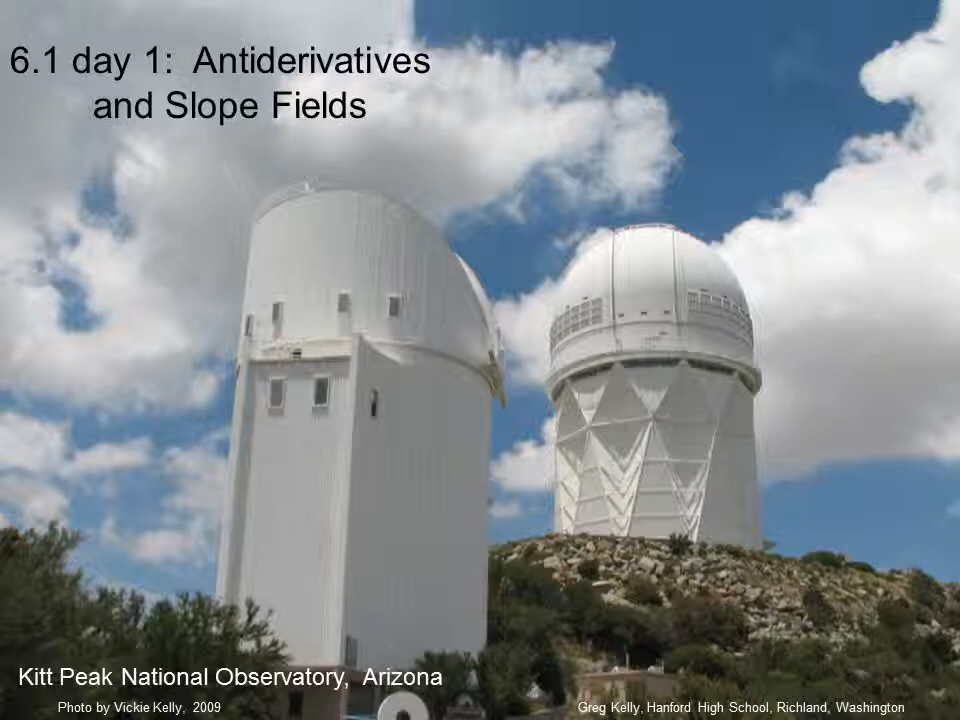 6.1 day 1: Antiderivatives
and Slope Fields
Kitt Peak National Observatory, Arizona
Photo by Vickie Kelly, 2009
Greg Kelly, Hanford High School, Richland, Washington